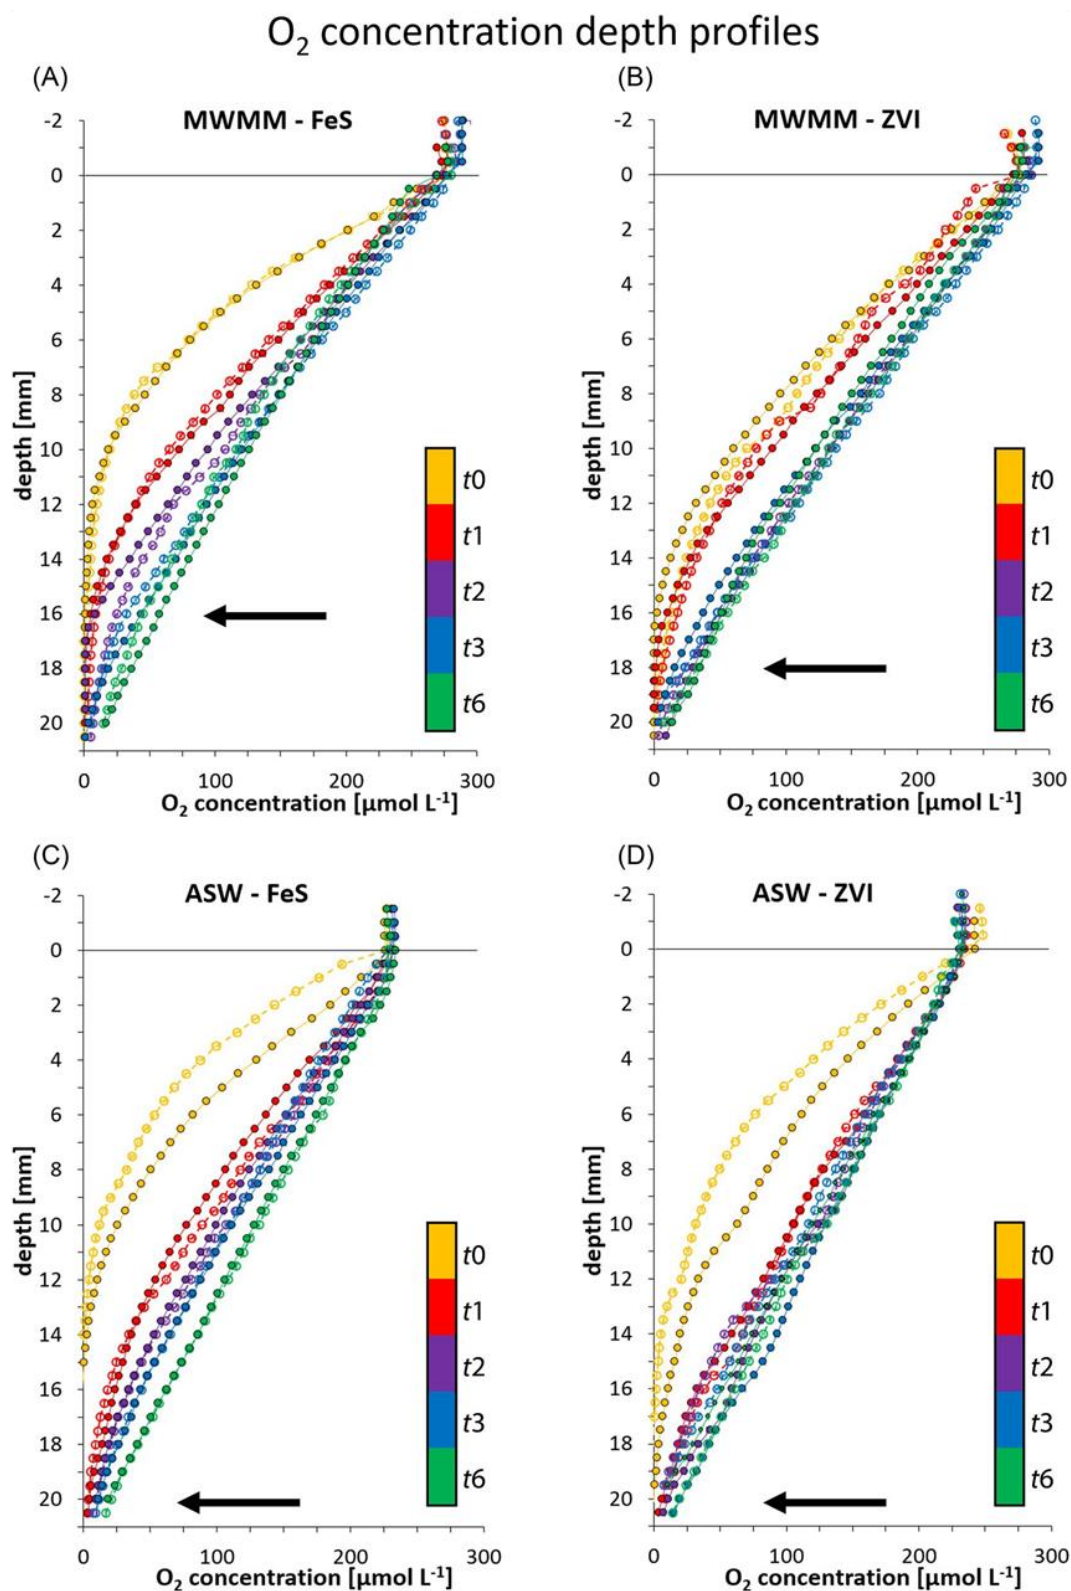 O₂ concentration depth profiles
(A)
MWMM - FeS
-2
0
2
4
6
8
10
12
14
16
18
20
depth [mm]
t0
t1
t2
t3
t6
0
100
200
300
O₂ concentration [µmol L⁻¹]
(B)
MWMM - ZVI
-2
0
2
4
6
8
10
12
14
16
18
20
depth [mm]
t0
t1
t2
t3
t6
0
100
200
300
O₂ concentration [µmol L⁻¹]
(C)
ASW - FeS
-2
0
2
4
6
8
10
12
14
16
18
20
depth [mm]
t0
t1
t2
t3
t6
0
100
200
300
O₂ concentration [µmol L⁻¹]
(D)
ASW - ZVI
-2
0
2
4
6
8
10
12
14
16
18
20
depth [mm]
t0
t1
t2
t3
t6
0
100
200
300
O₂ concentration [µmol L⁻¹]